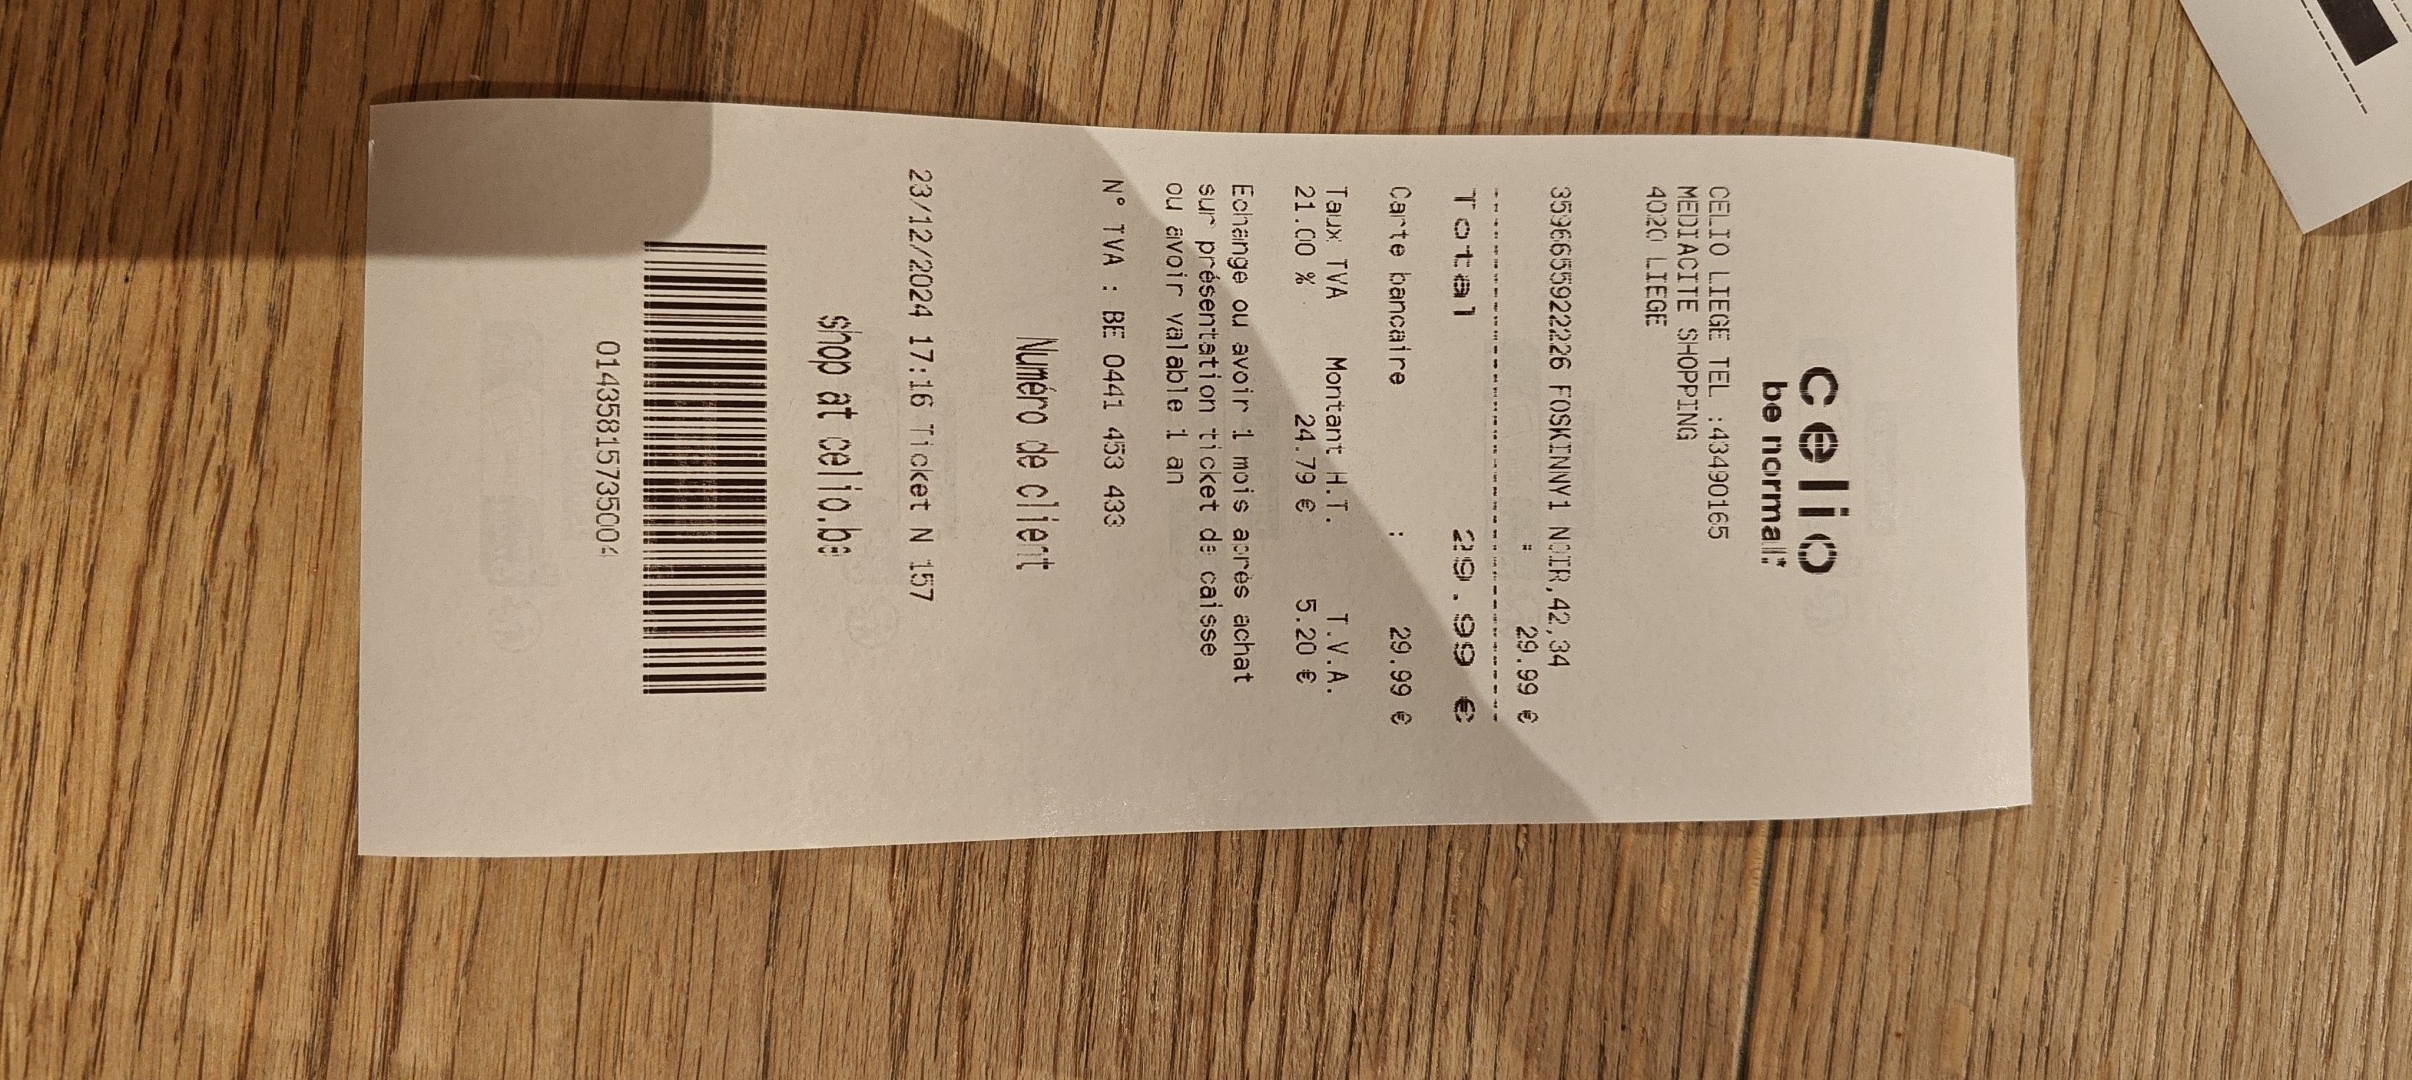 celio
be normal*
CELIO LIEGE TEL :43490165
MEDIACITE SHOPPING
4020 LIEGE
3596655922226 FOSKINNY1 NOIR,42,34
: 29.99 €
Total 29.99 €
Carte bancaire : 29.99 €
Taux TVA Montant H.T. T.V.A.
21.00 % 24.79 € 5.20 €
Echange ou avoir 1 mois après achat
sur présentation ticket de caisse
ou avoir valable 1 an
N° TVA : BE 0441 453 433
Numéro de client
23/12/2024 17:16 Ticket N 157
shop at celio.be